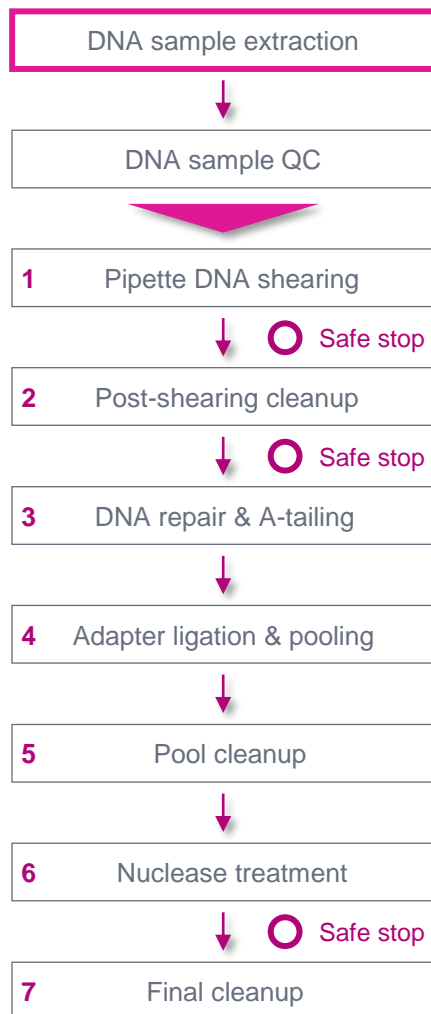 DNA sample extraction
DNA sample QC
1 Pipette DNA shearing
Safe stop
2 Post-shearing cleanup
Safe stop
3 DNA repair & A-tailing
4 Adapter ligation & pooling
5 Pool cleanup
6 Nuclease treatment
Safe stop
7 Final cleanup